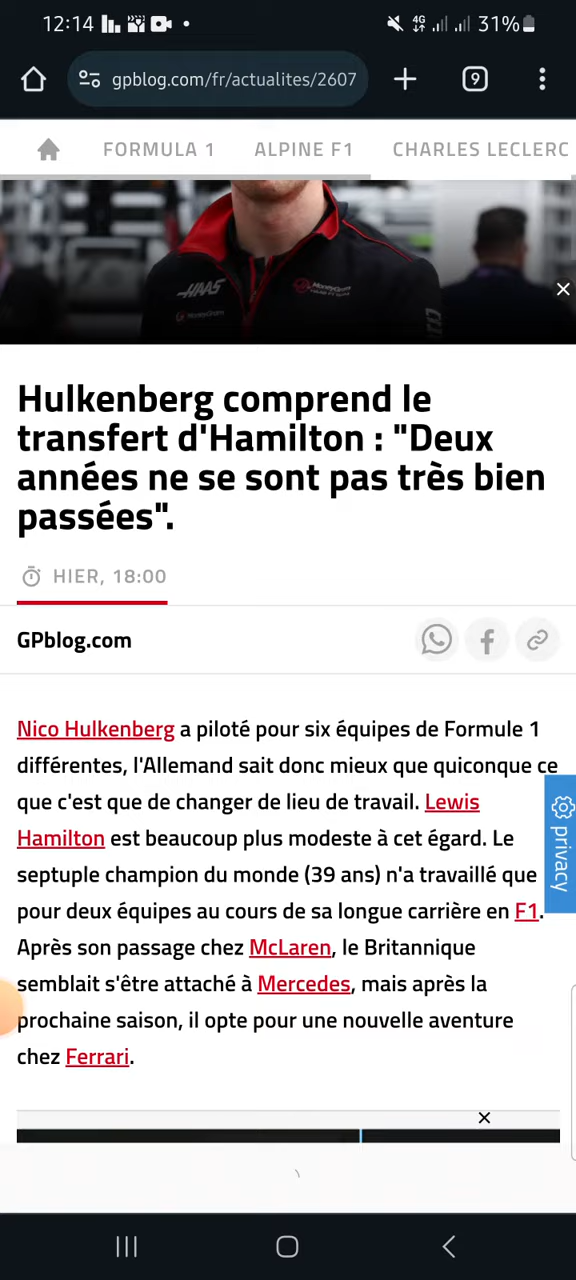 12:14
4G
31%
gpblog.com/fr/actualites/2607
9
FORMULA 1 ALPINE F1 CHARLES LECLERC
HAAS
MoneyGram
MoneyGram
Hulkenberg comprend le
transfert d'Hamilton : "Deux
années ne se sont pas très bien
passées".
HIER, 18:00
GPblog.com
Nico Hulkenberg a piloté pour six équipes de Formule 1
différentes, l'Allemand sait donc mieux que quiconque ce
que c'est que de changer de lieu de travail. Lewis
Hamilton est beaucoup plus modeste à cet égard. Le
septuple champion du monde (39 ans) n'a travaillé que
pour deux équipes au cours de sa longue carrière en F1.
Après son passage chez McLaren, le Britannique
semblait s'être attaché à Mercedes, mais après la
prochaine saison, il opte pour une nouvelle aventure
chez Ferrari.
privacy